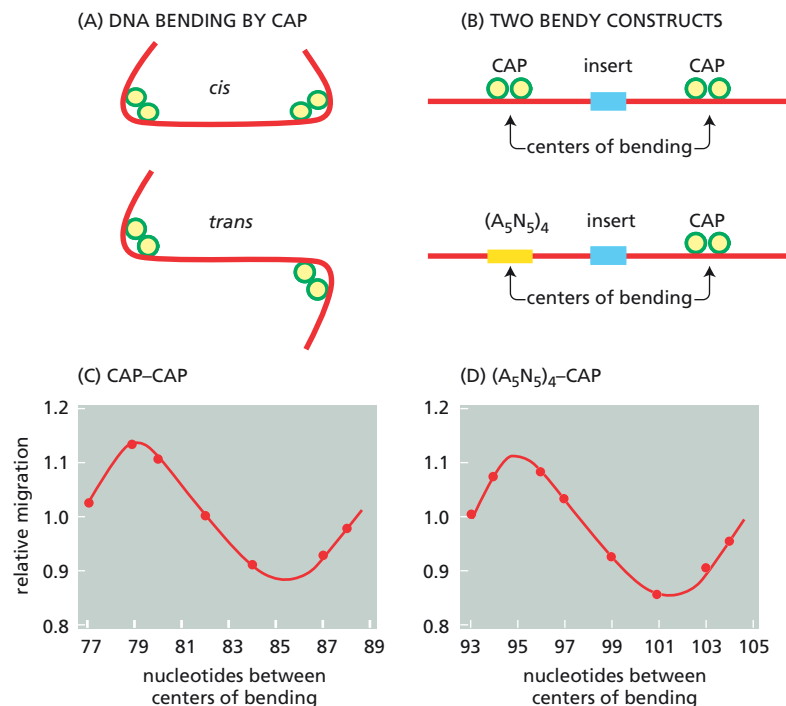 (A) DNA BENDING BY CAP
cis
trans
(B) TWO BENDY CONSTRUCTS
CAP insert CAP
centers of bending
(A₅N₅)₄ insert CAP
centers of bending
(C) CAP–CAP
relative migration
1.2
1.1
1.0
0.9
0.8
77 79 81 83 85 87 89
nucleotides between
centers of bending
(D) (A₅N₅)₄–CAP
1.2
1.1
1.0
0.9
0.8
93 95 97 99 101 103 105
nucleotides between
centers of bending